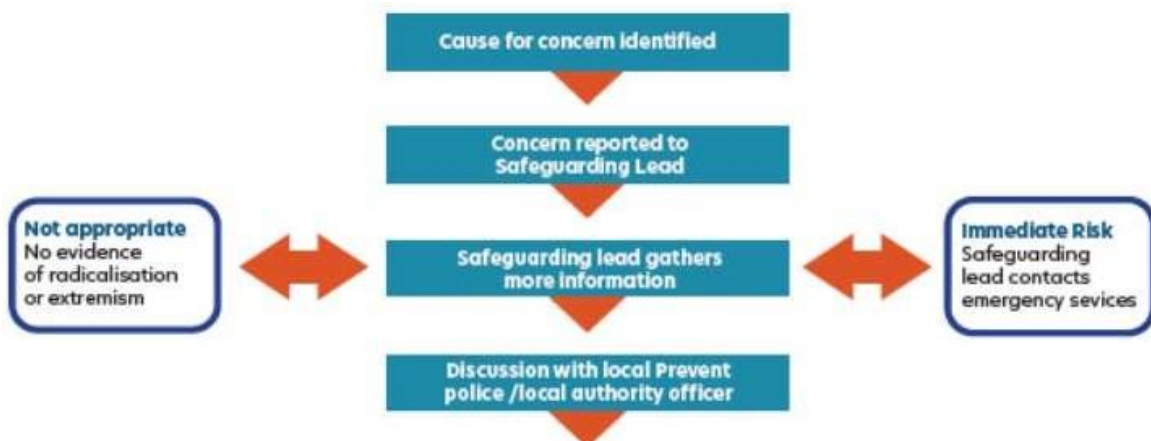 Cause for concern identified
Concern reported to
Safeguarding Lead
Not appropriate
No evidence
of radicalisation
or extremism
Safeguarding lead gathers
more information
Immediate Risk
Safeguarding
lead contacts
emergency sevices
Discussion with local Prevent
police /local authority officer